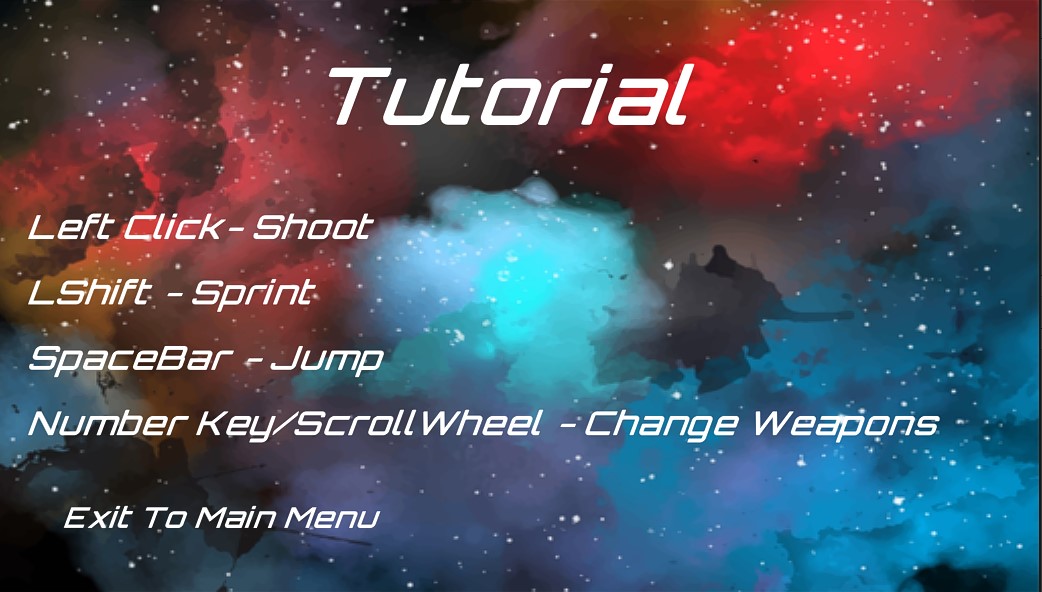 Tutorial
Left Click- Shoot
LShift - Sprint
SpaceBar - Jump
Number Key/ScrollWheel - Change Weapons
Exit To Main Menu